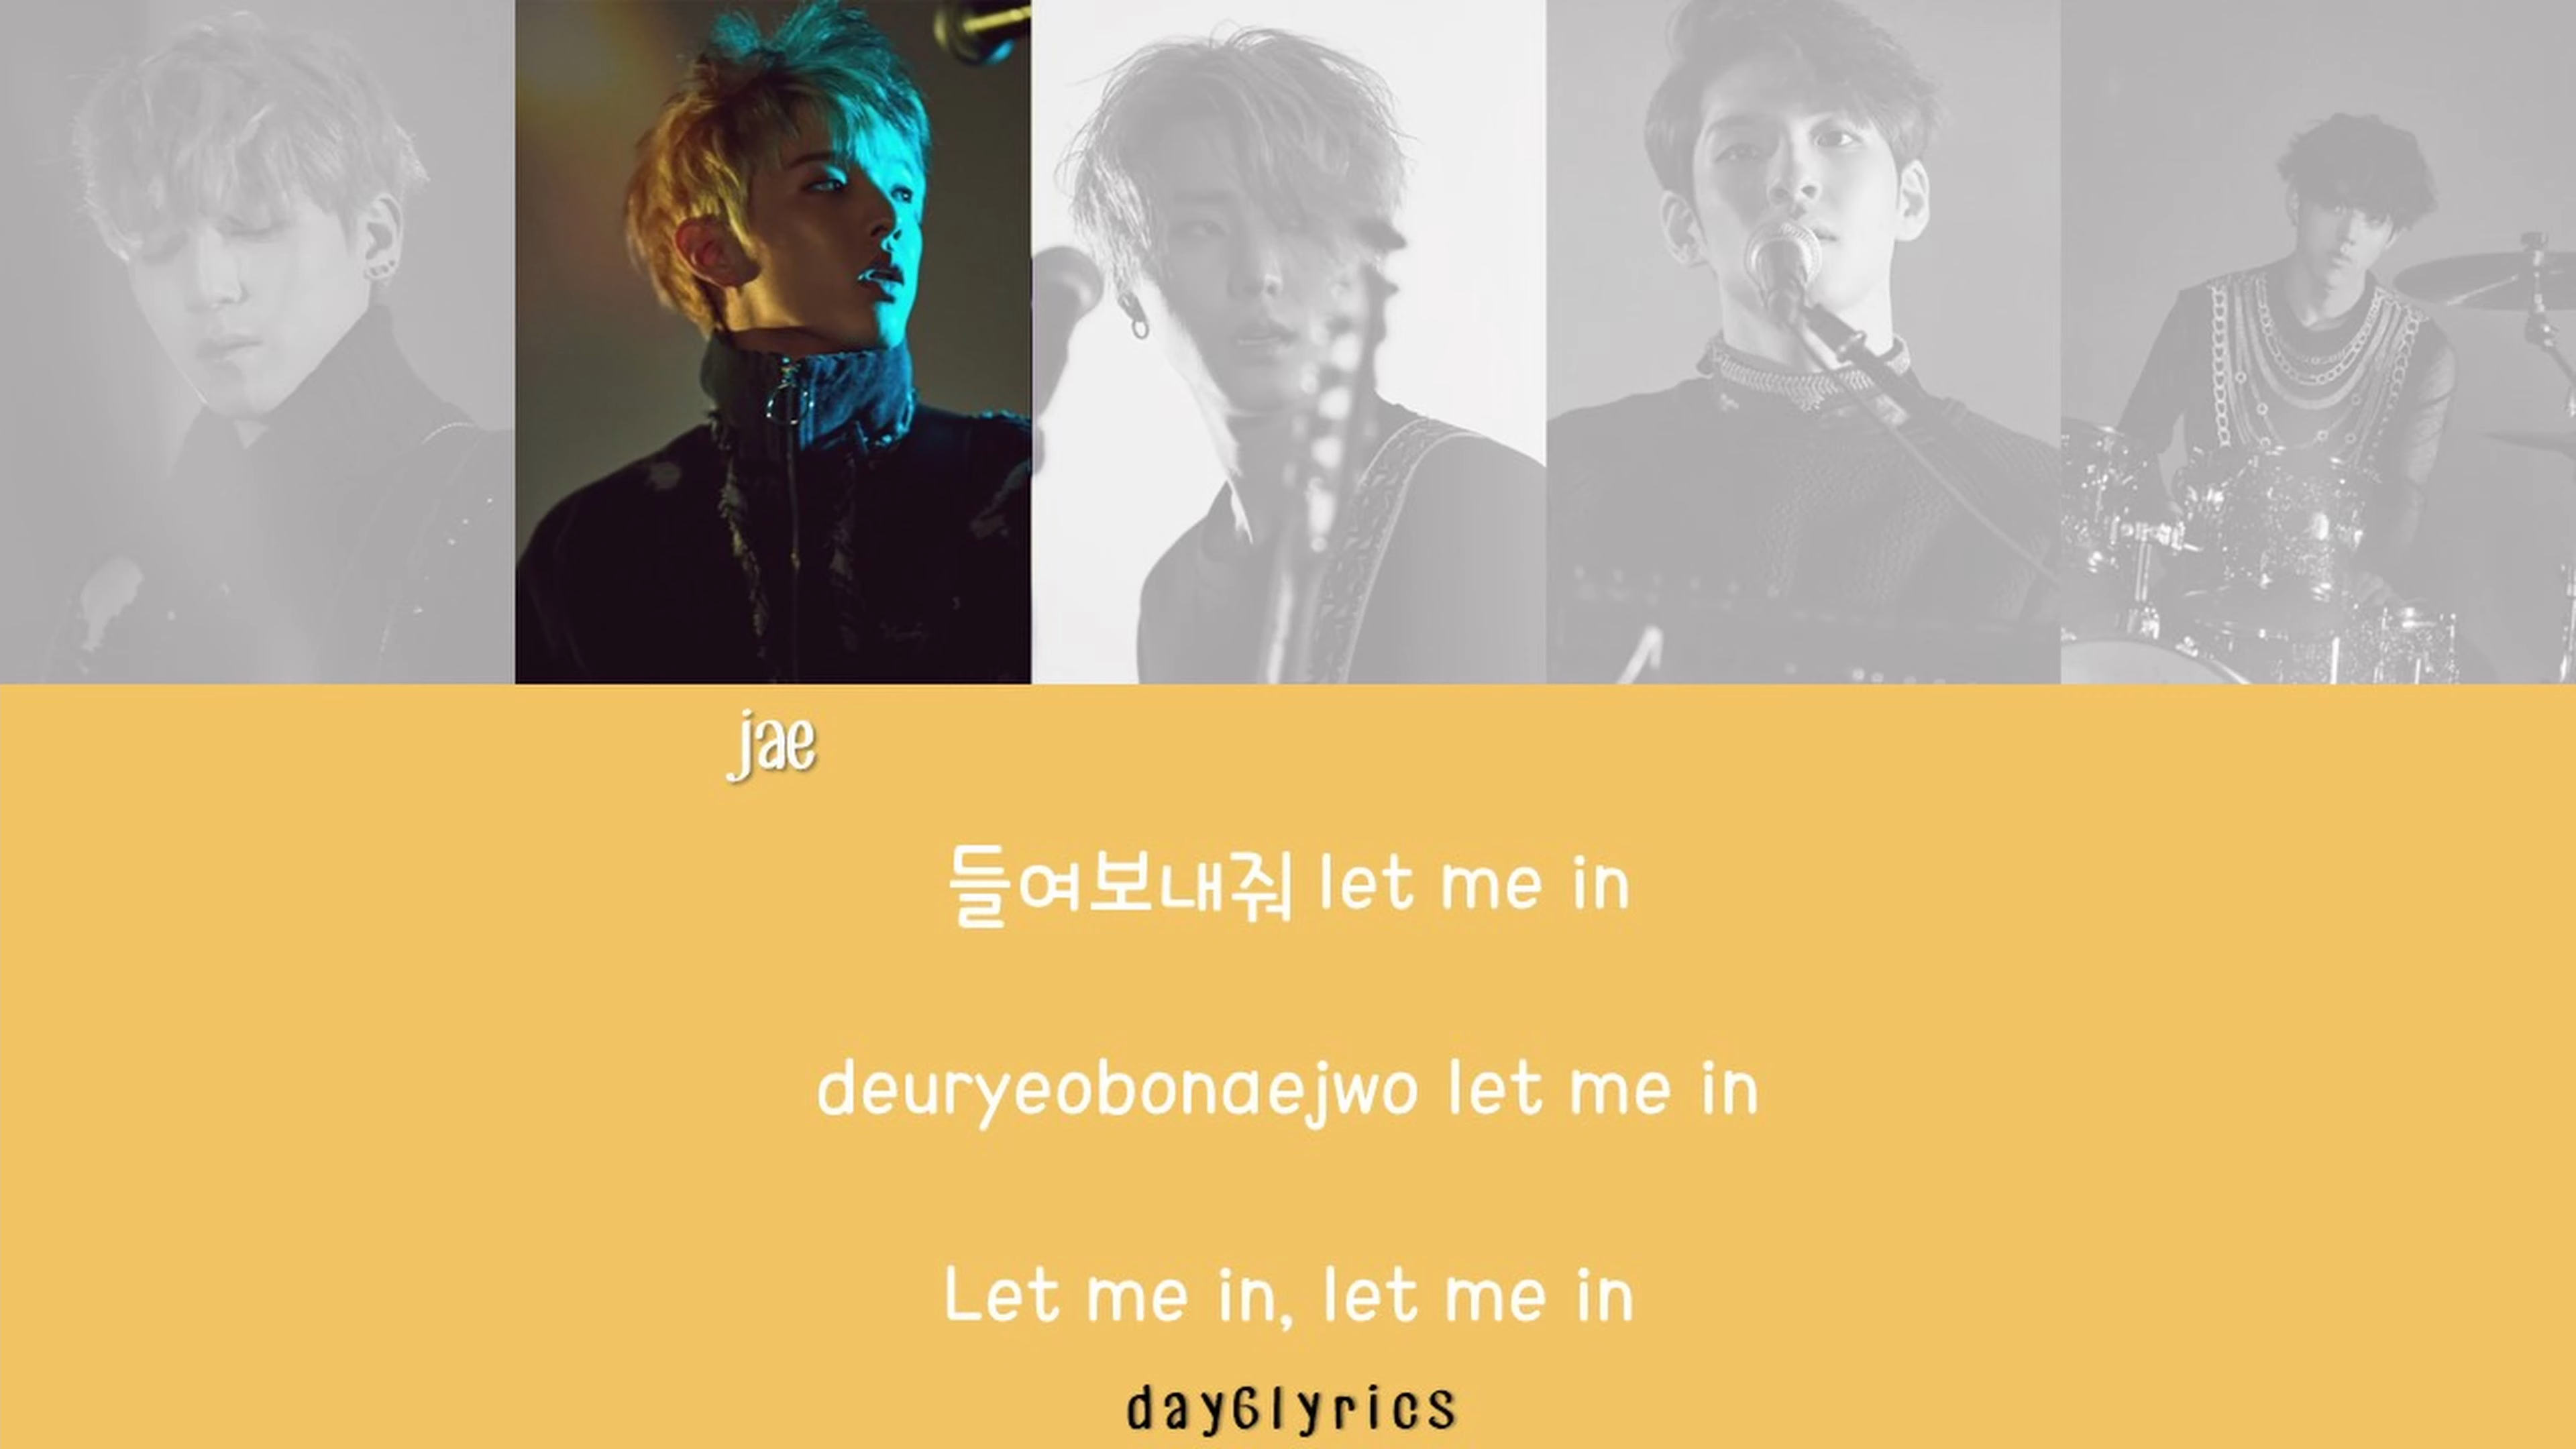 jae
들여보내줘 let me in
deuryeobonaejwo let me in
Let me in, let me in
day6lyrics